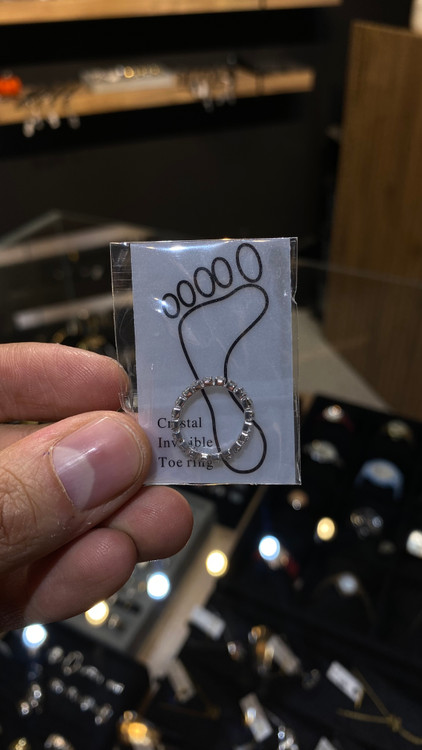 Crystal
Invisible
Toe ring